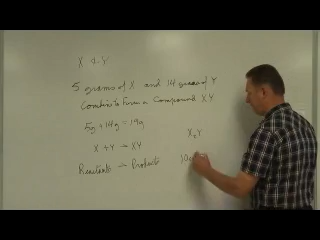 X & Y
5 grams of X and 14 grams of Y
Combine to Form a Compound XY
5g + 14g = 19g
X + Y → XY
X₂Y
Reactants → Products
10